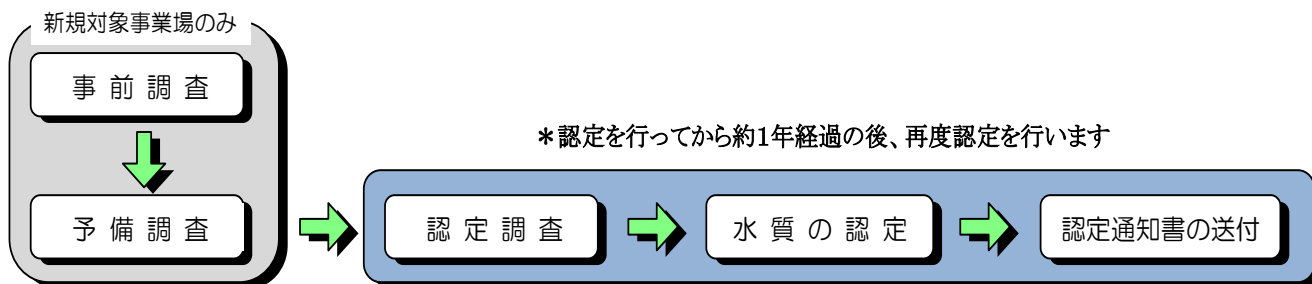 新規対象事業場のみ
事前調査
予備調査
＊認定を行ってから約1年経過の後、再度認定を行います
認定調査
水質の認定
認定通知書の送付